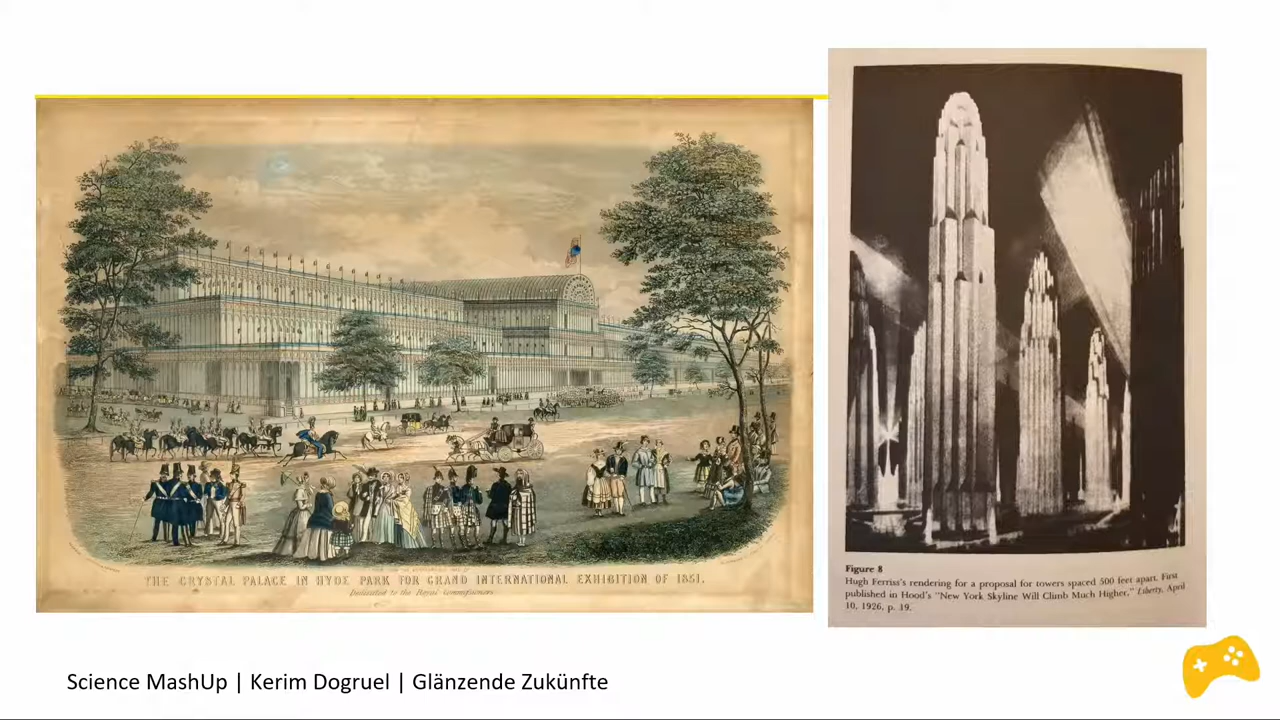 THE CRYSTAL PALACE IN HYDE PARK FOR GRAND INTERNATIONAL EXHIBITION OF 1851.
Dedicated to the Royal Commissioners
Figure 8
Hugh Ferriss's rendering for a proposal for towers spaced 500 feet apart. First
published in Hood's "New York Skyline Will Climb Much Higher," Liberty, April
10, 1926, p. 19.
Science MashUp | Kerim Dogruel | Glänzende Zukünfte